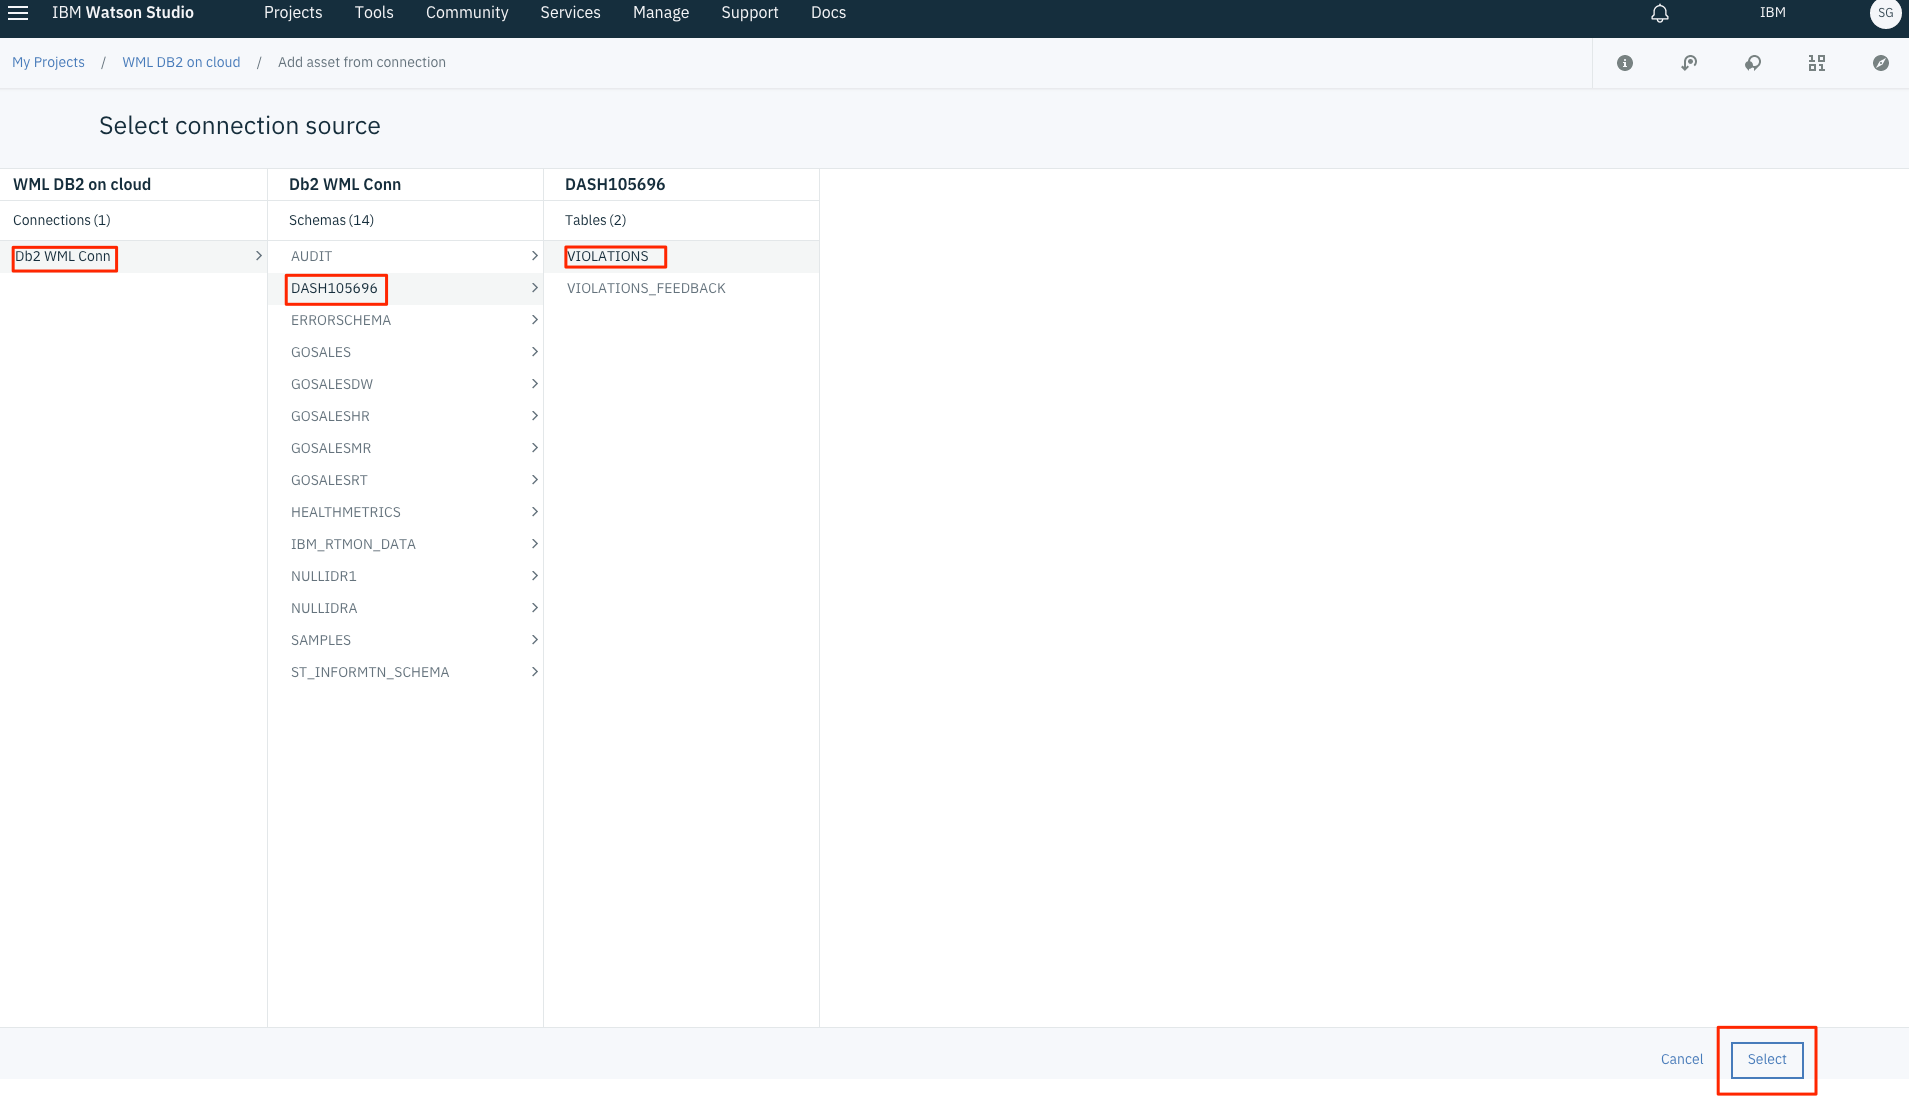 IBM Watson Studio Projects Tools Community Services Manage Support Docs IBM SG
My Projects / WML DB2 on cloud / Add asset from connection
Select connection source
WML DB2 on cloud
Connections (1)
Db2 WML Conn
Db2 WML Conn
Schemas (14)
AUDIT
DASH105696
ERRORSCHEMA
GOSALES
GOSALESDW
GOSALESHR
GOSALESMR
GOSALESRT
HEALTHMETRICS
IBM_RTMON_DATA
NULLIDR1
NULLIDRA
SAMPLES
ST_INFORMTN_SCHEMA
DASH105696
Tables (2)
VIOLATIONS
VIOLATIONS_FEEDBACK
Cancel Select